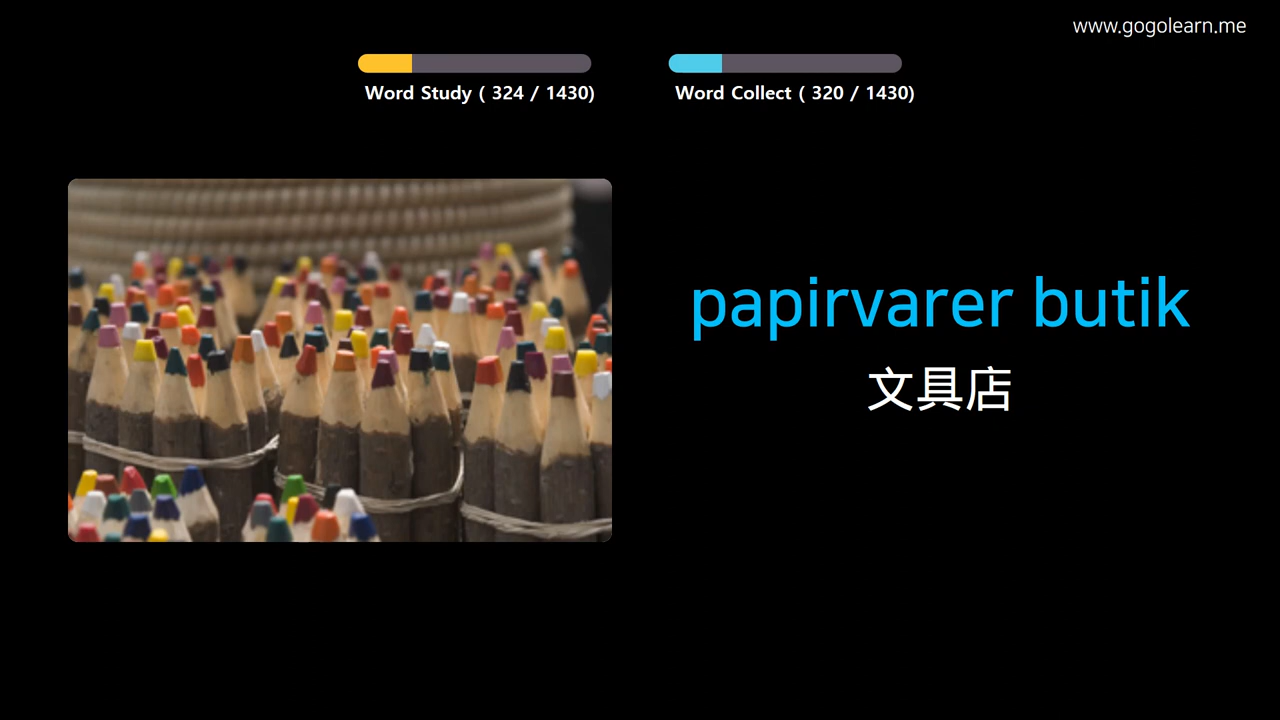 www.gogolearn.me
Word Study ( 324 / 1430)
Word Collect ( 320 / 1430)
papirvarer butik
文具店